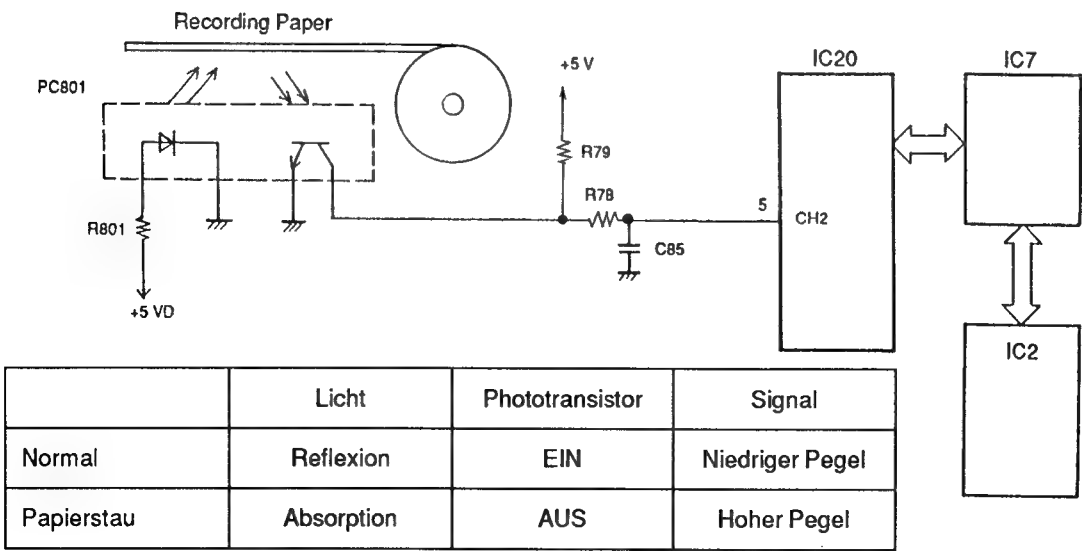 Recording Paper
PC801
+5 V
IC20
IC7
R79
R78
5
CH2
R801
C85
+5 VD
IC2
Licht Phototransistor Signal
Normal Reflexion EIN Niedriger Pegel
Papierstau Absorption AUS Hoher Pegel